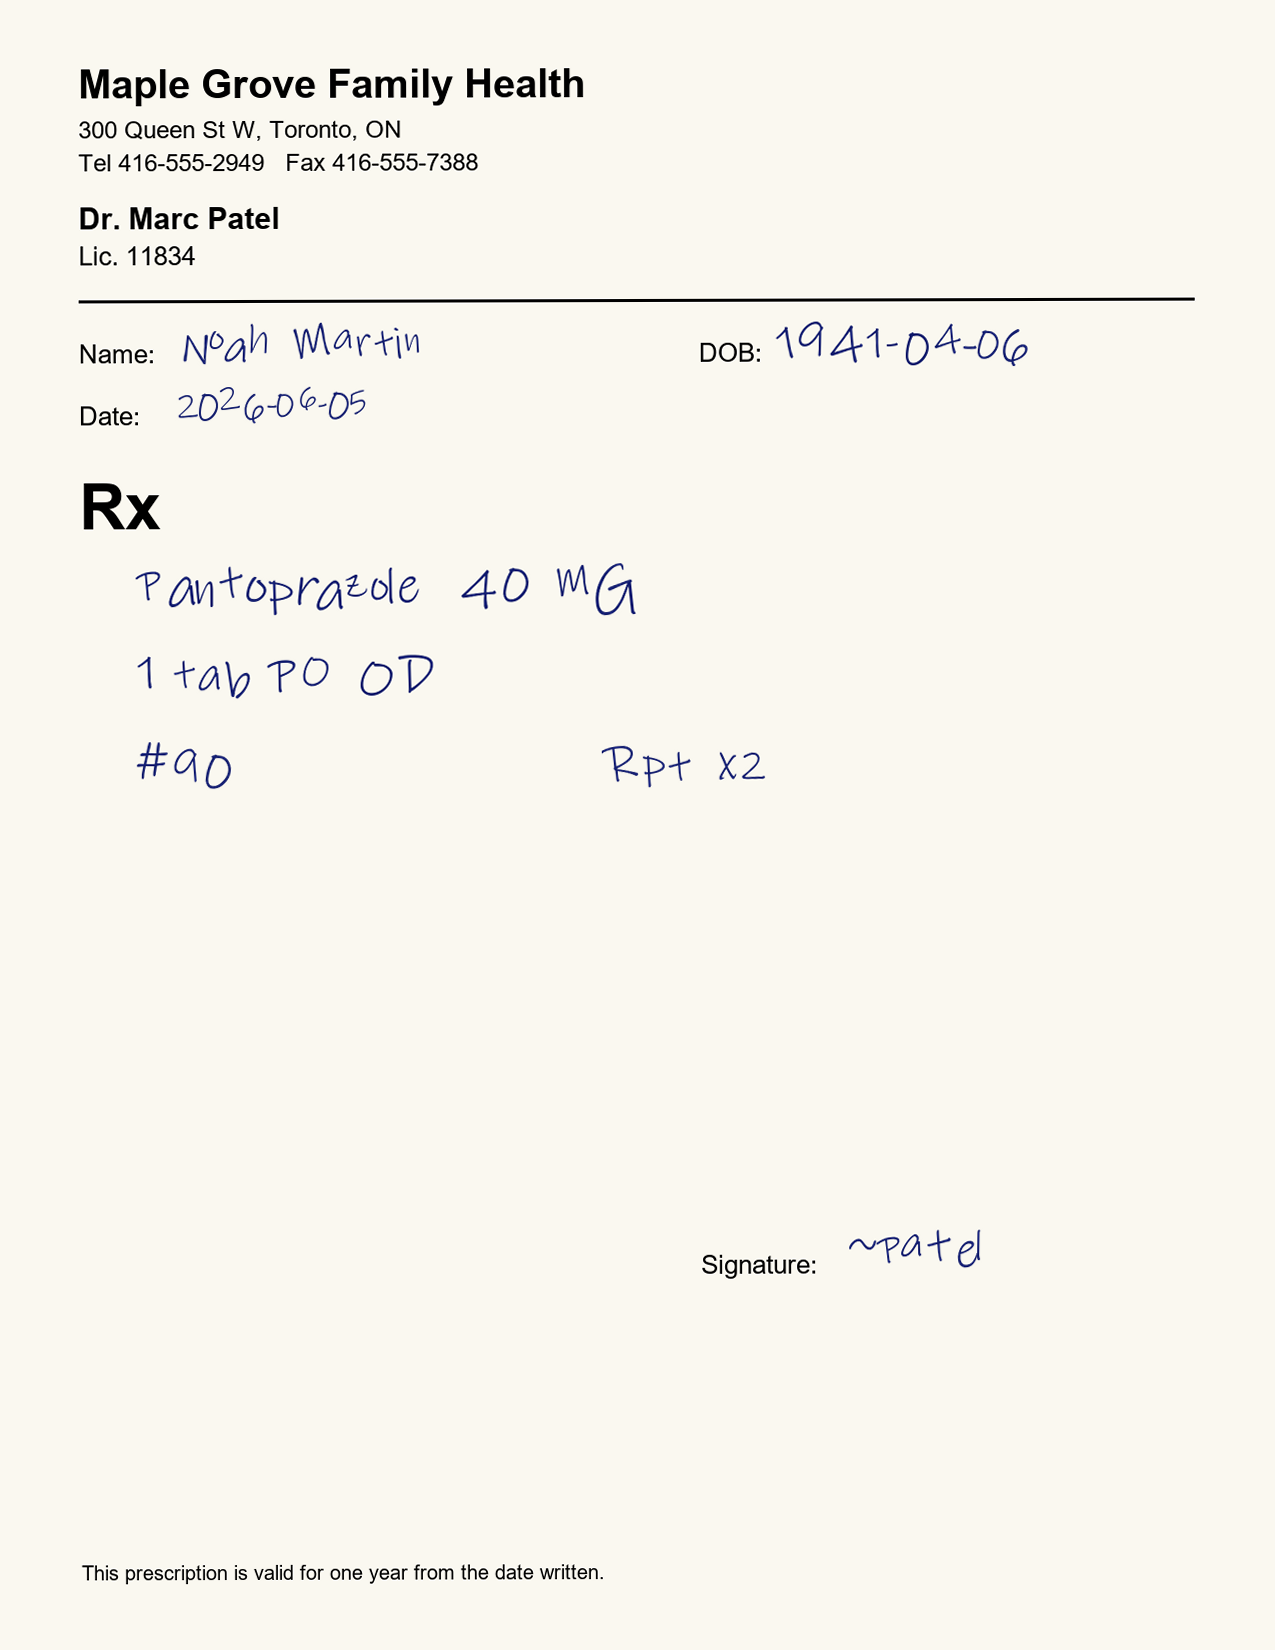 Maple Grove Family Health
300 Queen St W, Toronto, ON
Tel 416-555-2949 Fax 416-555-7388
Dr. Marc Patel
Lic. 11834
Name: Noah Martin DOB: 1941-04-06
Date: 2026-06-05
Rx
Pantoprazole 40 MG
1 tab PO OD
#90 Rpt x2
Signature: ~Patel
This prescription is valid for one year from the date written.